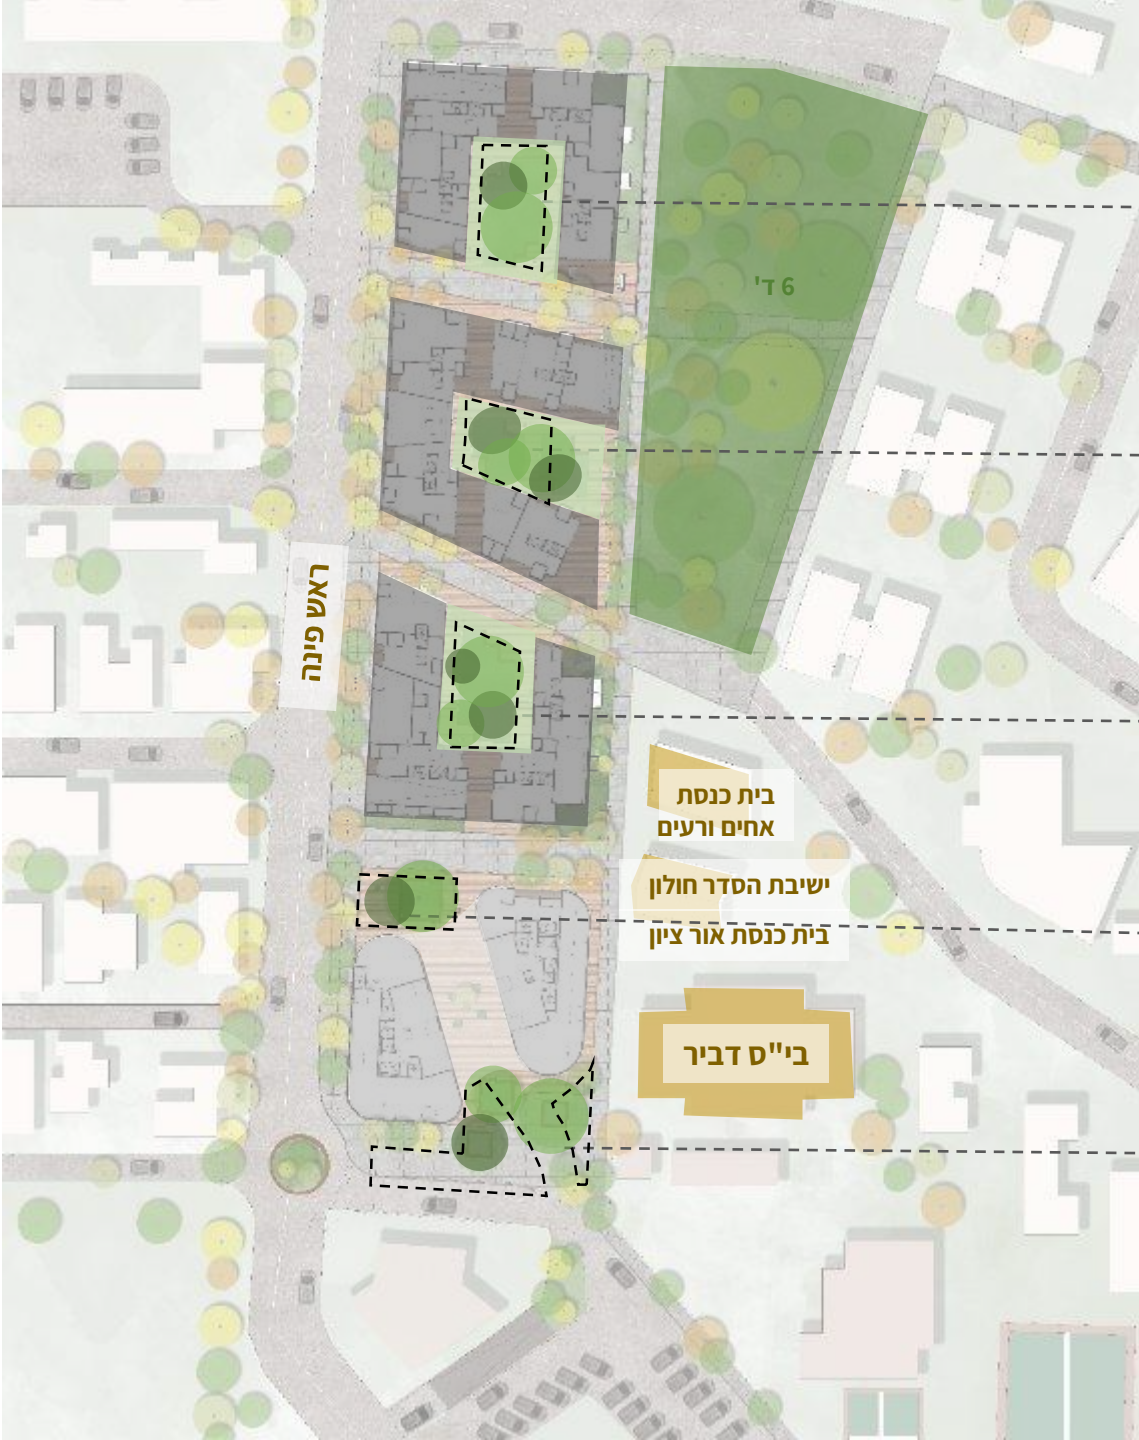 6 ד'
ראש פינה
בית כנסת
אחים ורעים
ישיבת הסדר חולון
בית כנסת אור ציון
בי"ס דביר